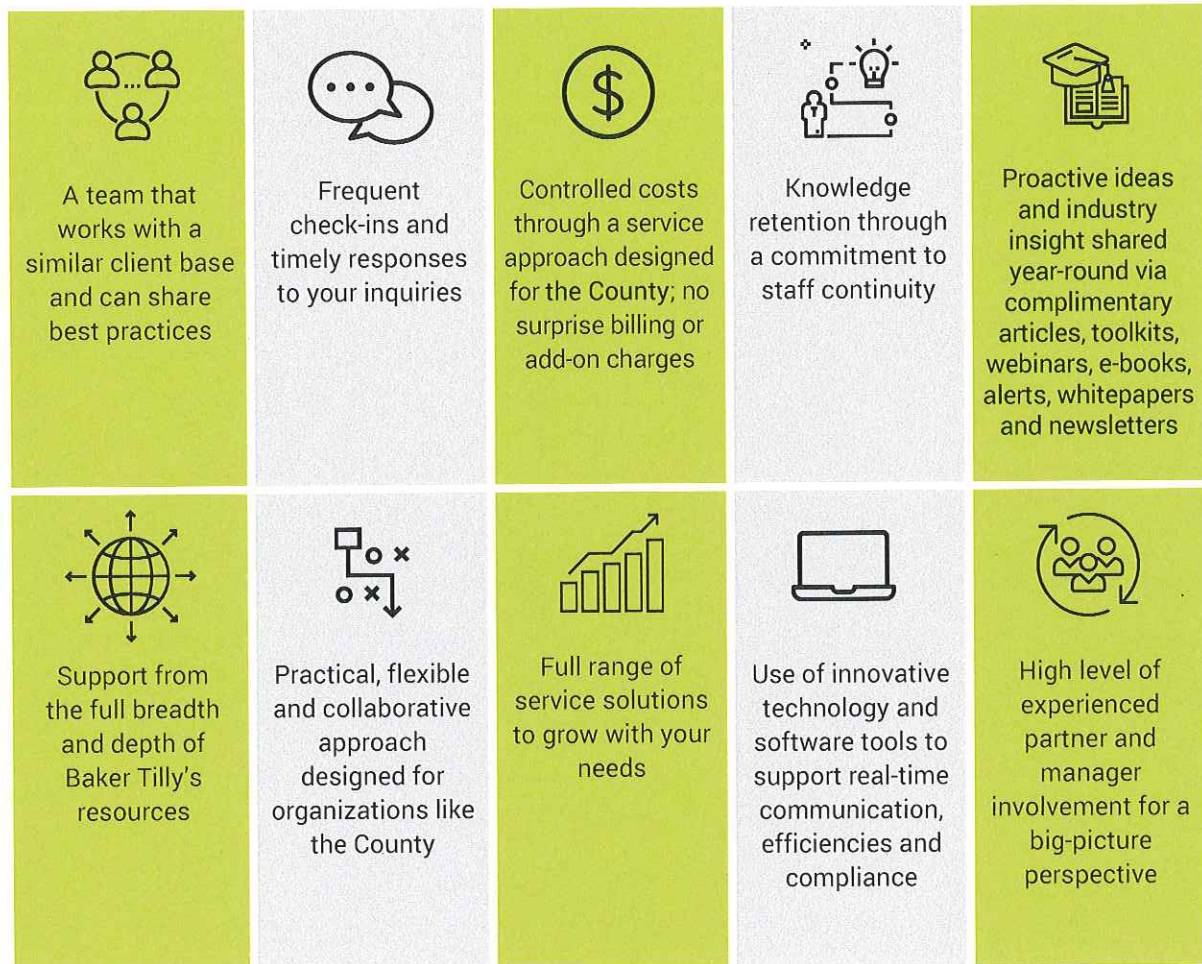 A team that
works with a
similar client base
and can share
best practices
Frequent
check-ins and
timely responses
to your inquiries
Controlled costs
through a service
approach designed
for the County; no
surprise billing or
add-on charges
Knowledge
retention through
a commitment to
staff continuity
Proactive ideas
and industry
insight shared
year-round via
complimentary
articles, toolkits,
webinars, e-books,
alerts, whitepapers
and newsletters
Support from
the full breadth
and depth of
Baker Tilly's
resources
Practical, flexible
and collaborative
approach
designed for
organizations like
the County
Full range of
service solutions
to grow with your
needs
Use of innovative
technology and
software tools to
support real-time
communication,
efficiencies and
compliance
High level of
experienced
partner and
manager
involvement for a
big-picture
perspective